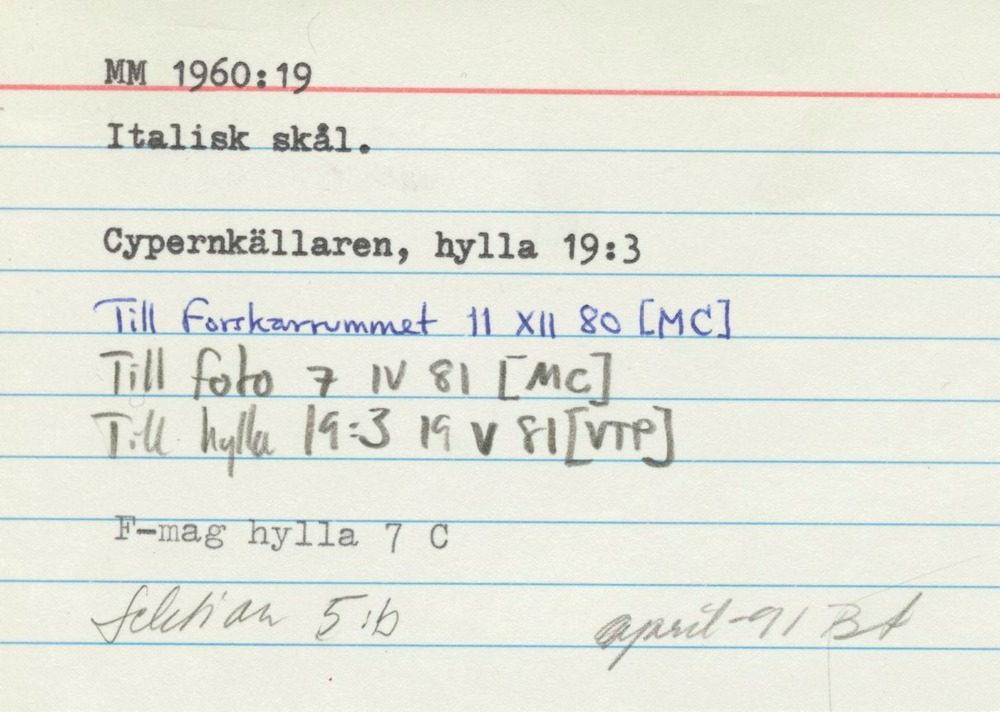 MM 1960:19
Italisk skål.
Cypernkällaren, hylla 19:3
Till Forskarrummet 11 XII 80 [MC]
Till foto 7 IV 81 [MC]
Till hylla 19:3 19 V 81 [VTP]
F-mag hylla 7 C
Sektion 5:b april-91